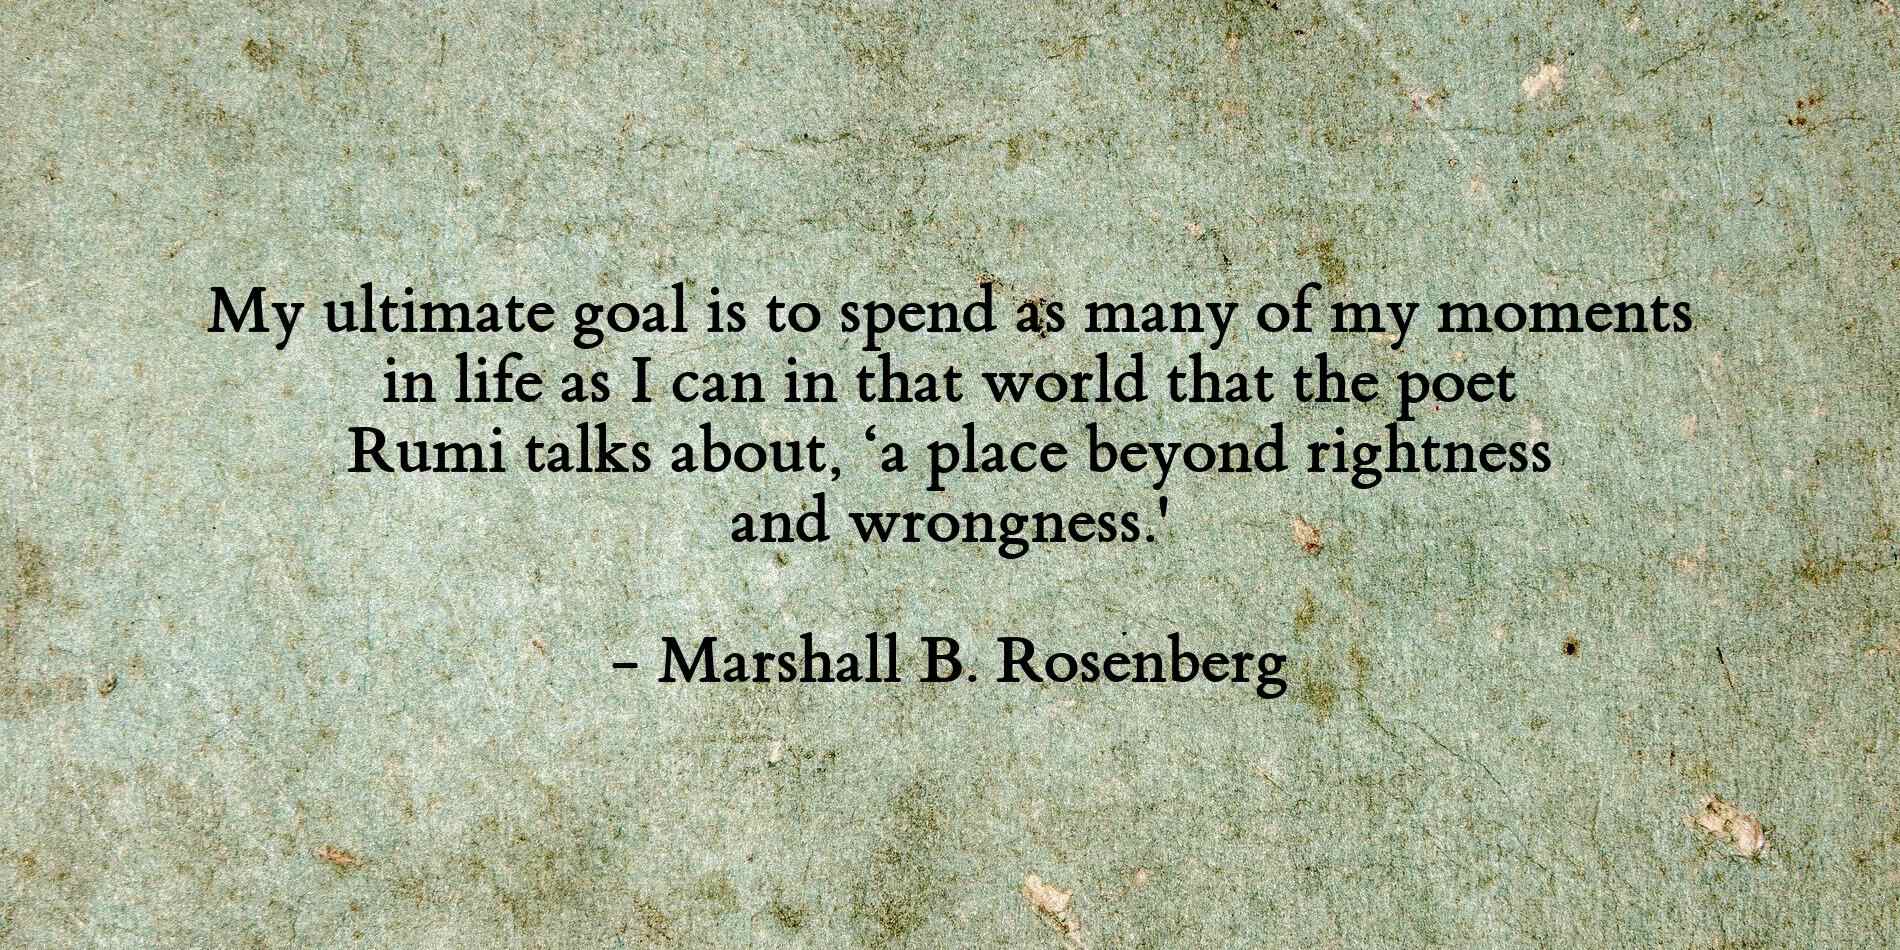 My ultimate goal is to spend as many of my moments
in life as I can in that world that the poet
Rumi talks about, ‘a place beyond rightness
and wrongness.'
– Marshall B. Rosenberg